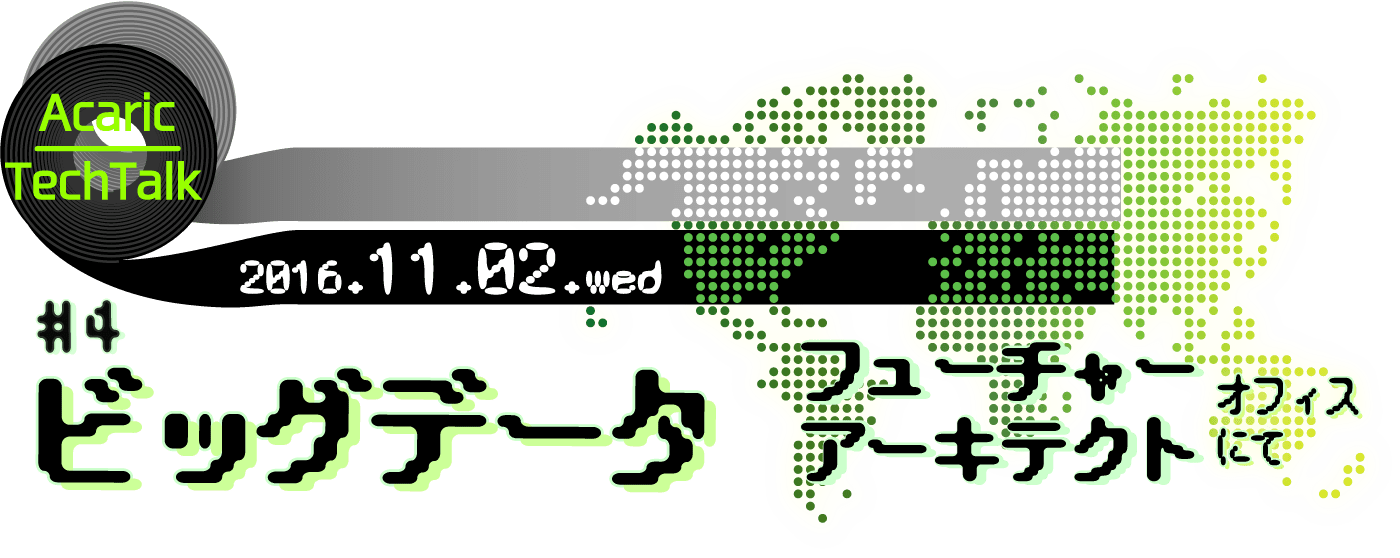 Acaric
TechTalk
2016.11.02.wed
#4
ビッグデータ
フューチャー
アーキテクト
オフィス
にて